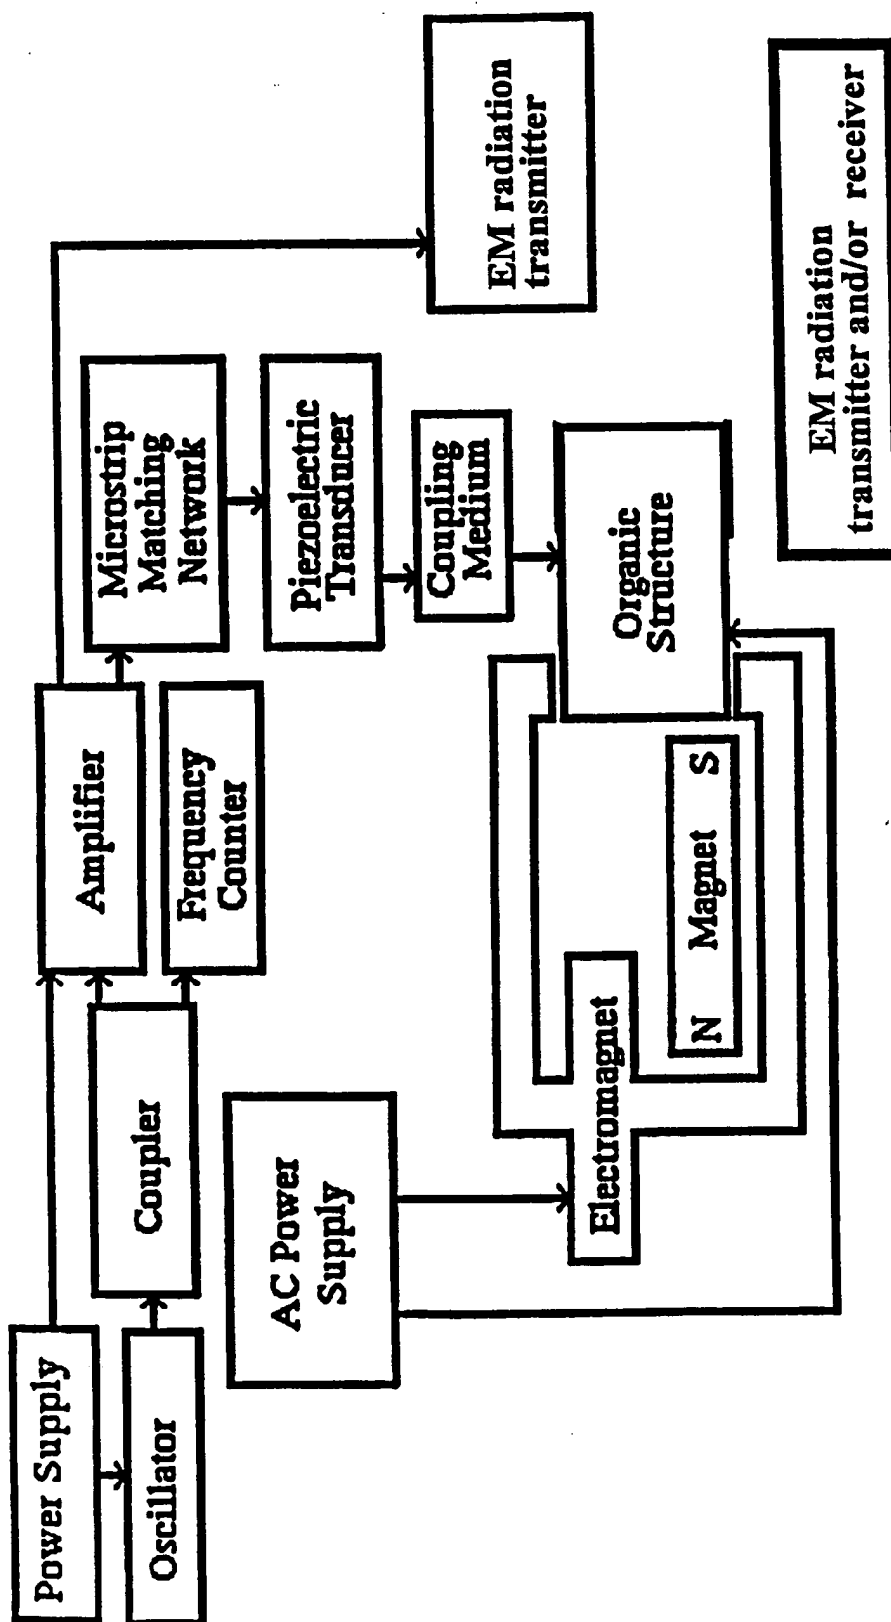 Power Supply
Oscillator
Coupler
Amplifier
Frequency
Counter
Microstrip
Matching
Network
Piezoelectric
Transducer
Coupling
Medium
EM radiation
transmitter
AC Power
Supply
Electromagnet
N Magnet S
Organic
Structure
EM radiation
transmitter and/or receiver